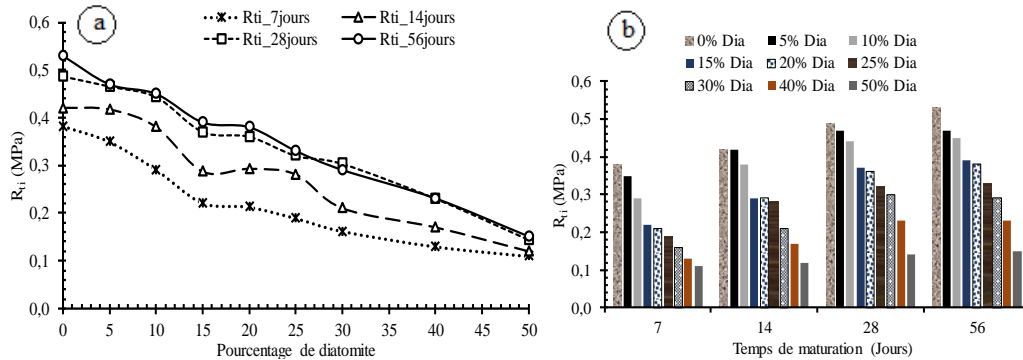 a
Rti_7jours Rti_14jours
Rti_28jours Rti_56jours
0,6
0,5
0,4
0,3
0,2
0,1
0,0
R_ti (MPa)
0 5 10 15 20 25 30 35 40 45 50
Pourcentage de diatomite
b
0% Dia 5% Dia 10% Dia
15% Dia 20% Dia 25% Dia
30% Dia 40% Dia 50% Dia
0,6
0,5
0,4
0,3
0,2
0,1
0,0
R_ti (MPa)
7 14 28 56
Temps de maturation (Jours)